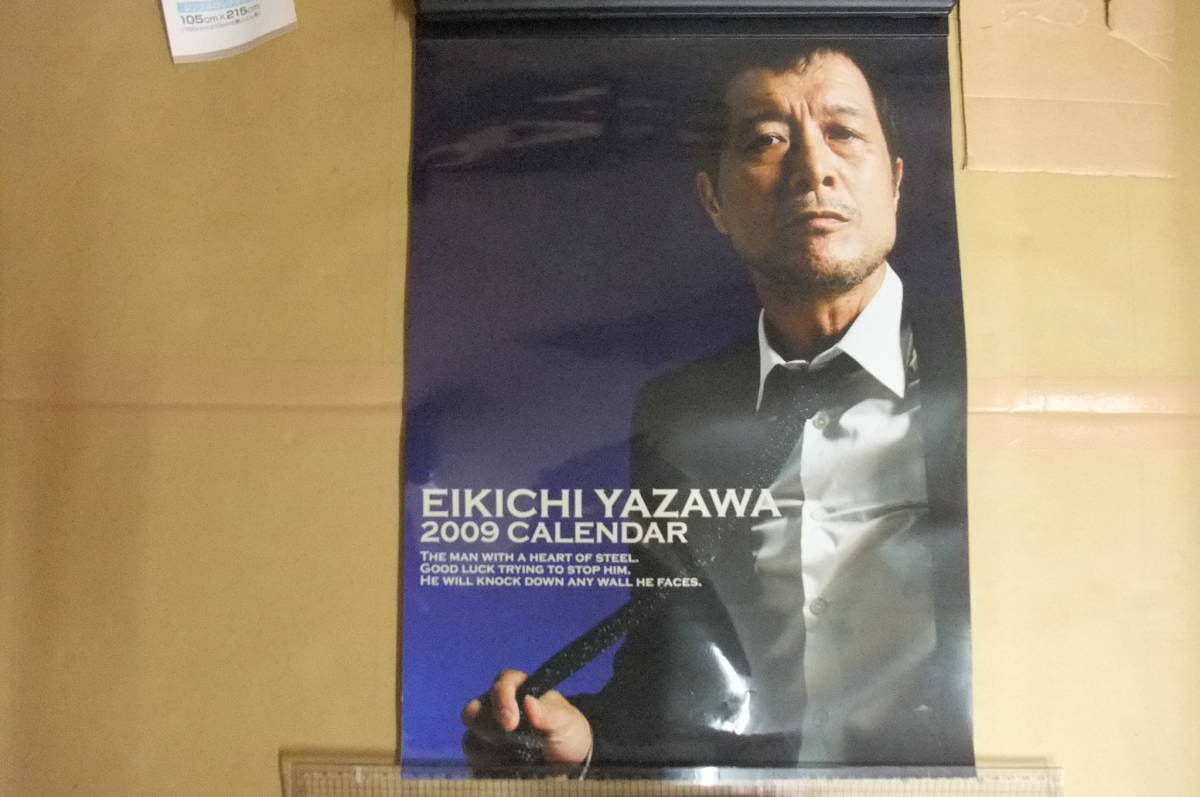 105cm×215cm
EIKICHI YAZAWA
2009 CALENDAR
THE MAN WITH A HEART OF STEEL.
GOOD LUCK TRYING TO STOP HIM.
HE WILL KNOCK DOWN ANY WALL HE FACES.